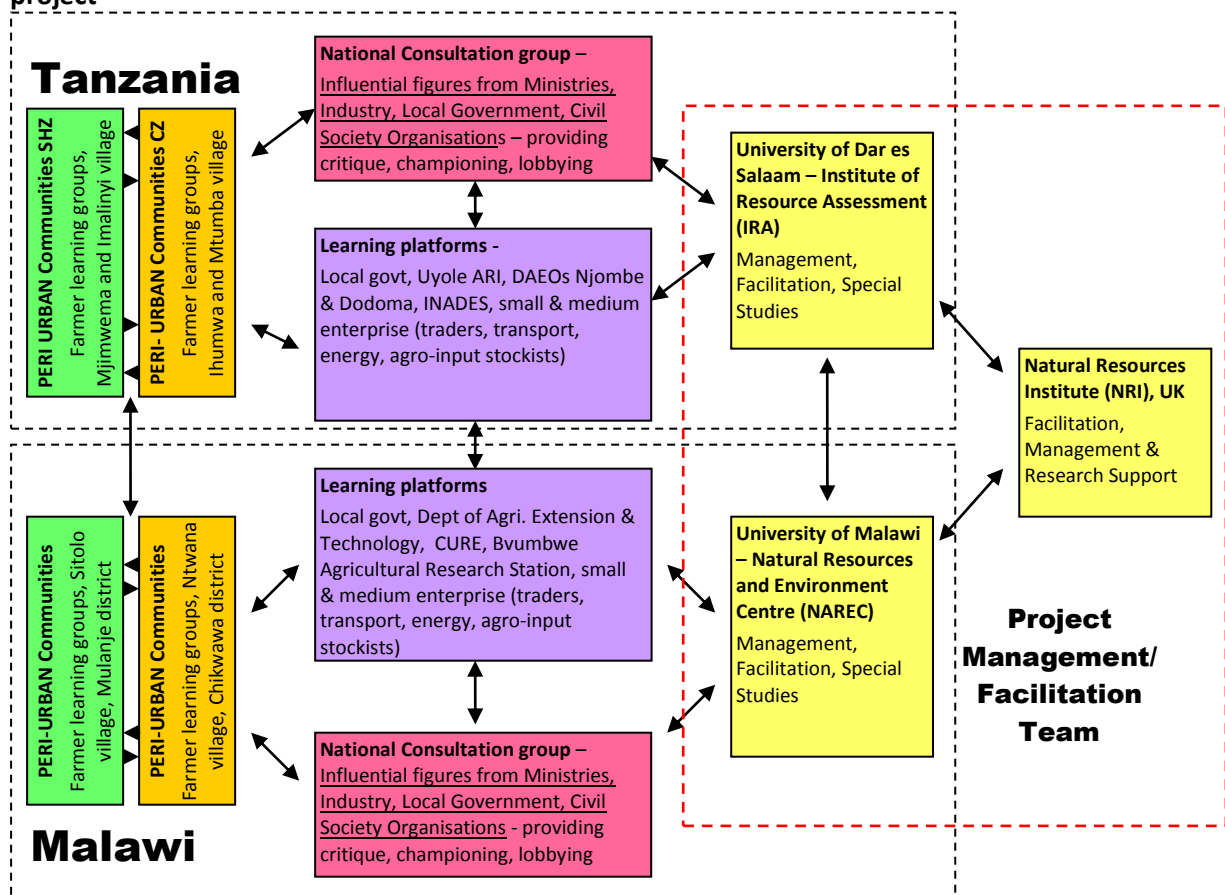 project
Tanzania
PERI URBAN Communities SHZ
Farmer learning groups,
Mjimwema and Imalinyi village
PERI- URBAN Communities CZ
Farmer learning groups,
Ihumwa and Mtumba village
National Consultation group –
Influential figures from Ministries,
Industry, Local Government, Civil
Society Organisations – providing
critique, championing, lobbying
Learning platforms -
Local govt, Uyole ARI, DAEOs Njombe
& Dodoma, INADES, small & medium
enterprise (traders, transport,
energy, agro-input stockists)
University of Dar es
Salaam – Institute of
Resource Assessment
(IRA)
Management,
Facilitation, Special
Studies
Natural Resources
Institute (NRI), UK
Facilitation,
Management &
Research Support
PERI-URBAN Communities
Farmer learning groups, Sitolo
village, Mulanje district
PERI-URBAN Communities
Farmer learning groups, Ntwana
village, Chikwawa district
Learning platforms
Local govt, Dept of Agri. Extension &
Technology, CURE, Bvumbwe
Agricultural Research Station, small
& medium enterprise (traders,
transport, energy, agro-input
stockists)
University of Malawi
– Natural Resources
and Environment
Centre (NAREC)
Management,
Facilitation, Special
Studies
Project
Management/
Facilitation
Team
National Consultation group –
Influential figures from Ministries,
Industry, Local Government, Civil
Society Organisations - providing
critique, championing, lobbying
Malawi